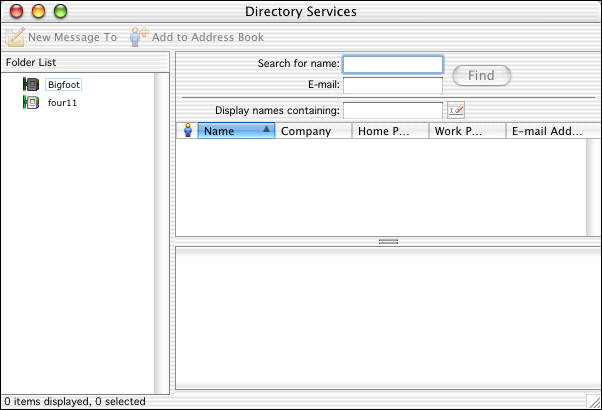 Directory Services
New Message To Add to Address Book
Folder List
Bigfoot
four11
Search for name:
Find
E-mail:
Display names containing:
Name Company Home P... Work P... E-mail Add...
0 items displayed, 0 selected